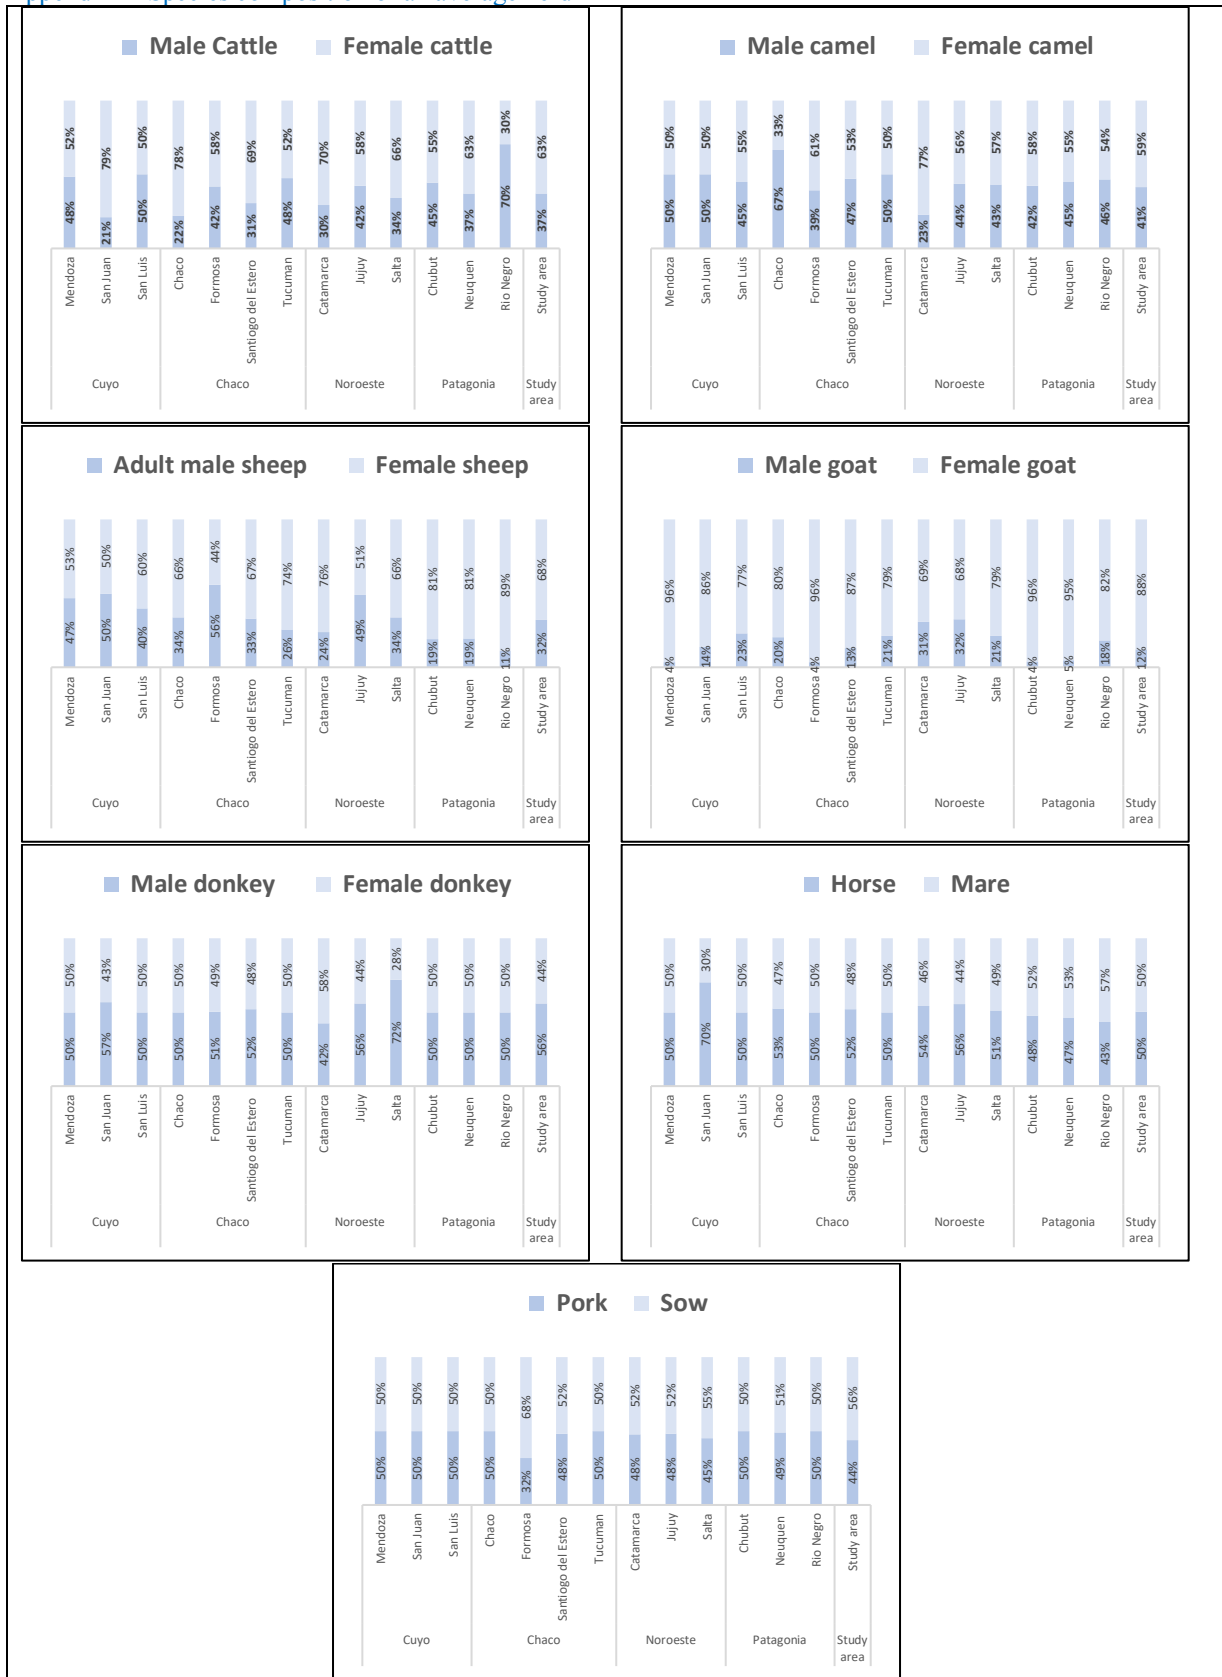 Male Cattle Female cattle
52% 79% 50% 78% 58% 69% 52% 70% 58% 66% 55% 63% 30% 63%
48% 21% 50% 22% 42% 31% 48% 30% 42% 34% 45% 37% 70% 37%
Mendoza San Juan San Luis Chaco Formosa Santiogo del Estero Tucuman Catamarca Jujuy Salta Chubut Neuquen Rio Negro Study area
Cuyo Chaco Noroeste Patagonia Study
area
Male camel Female camel
50% 50% 55% 33% 61% 53% 50% 77% 56% 57% 58% 55% 54% 59%
50% 50% 45% 67% 39% 47% 50% 23% 44% 43% 42% 45% 46% 41%
Mendoza San Juan San Luis Chaco Formosa Santiogo del Estero Tucuman Catamarca Jujuy Salta Chubut Neuquen Rio Negro Study area
Cuyo Chaco Noroeste Patagonia Study
area
Adult male sheep Female sheep
53% 50% 60% 66% 44% 67% 74% 76% 51% 66% 81% 81% 89% 68%
47% 50% 40% 34% 56% 33% 26% 24% 49% 34% 19% 19% 11% 32%
Mendoza San Juan San Luis Chaco Formosa Santiogo del Estero Tucuman Catamarca Jujuy Salta Chubut Neuquen Rio Negro Study area
Cuyo Chaco Noroeste Patagonia Study
area
Male goat Female goat
96% 86% 77% 80% 96% 87% 79% 69% 68% 79% 96% 95% 82% 88%
4% 14% 23% 20% 4% 13% 21% 31% 32% 21% 4% 5% 18% 12%
Mendoza San Juan San Luis Chaco Formosa Santiogo del Estero Tucuman Catamarca Jujuy Salta Chubut Neuquen Rio Negro Study area
Cuyo Chaco Noroeste Patagonia Study
area
Male donkey Female donkey
50% 43% 50% 50% 49% 48% 50% 58% 44% 28% 50% 50% 50% 44%
50% 57% 50% 50% 51% 52% 50% 42% 56% 72% 50% 50% 50% 56%
Mendoza San Juan San Luis Chaco Formosa Santiogo del Estero Tucuman Catamarca Jujuy Salta Chubut Neuquen Rio Negro Study area
Cuyo Chaco Noroeste Patagonia Study
area
Horse Mare
50% 30% 50% 47% 50% 48% 50% 46% 44% 49% 52% 53% 57% 50%
50% 70% 50% 53% 50% 52% 50% 54% 56% 51% 48% 47% 43% 50%
Mendoza San Juan San Luis Chaco Formosa Santiogo del Estero Tucuman Catamarca Jujuy Salta Chubut Neuquen Rio Negro Study area
Cuyo Chaco Noroeste Patagonia Study
area
Pork Sow
50% 50% 50% 50% 68% 52% 50% 52% 52% 55% 50% 51% 50% 56%
50% 50% 50% 50% 32% 48% 50% 48% 48% 45% 50% 49% 50% 44%
Mendoza San Juan San Luis Chaco Formosa Santiogo del Estero Tucuman Catamarca Jujuy Salta Chubut Neuquen Rio Negro Study area
Cuyo Chaco Noroeste Patagonia Study
area